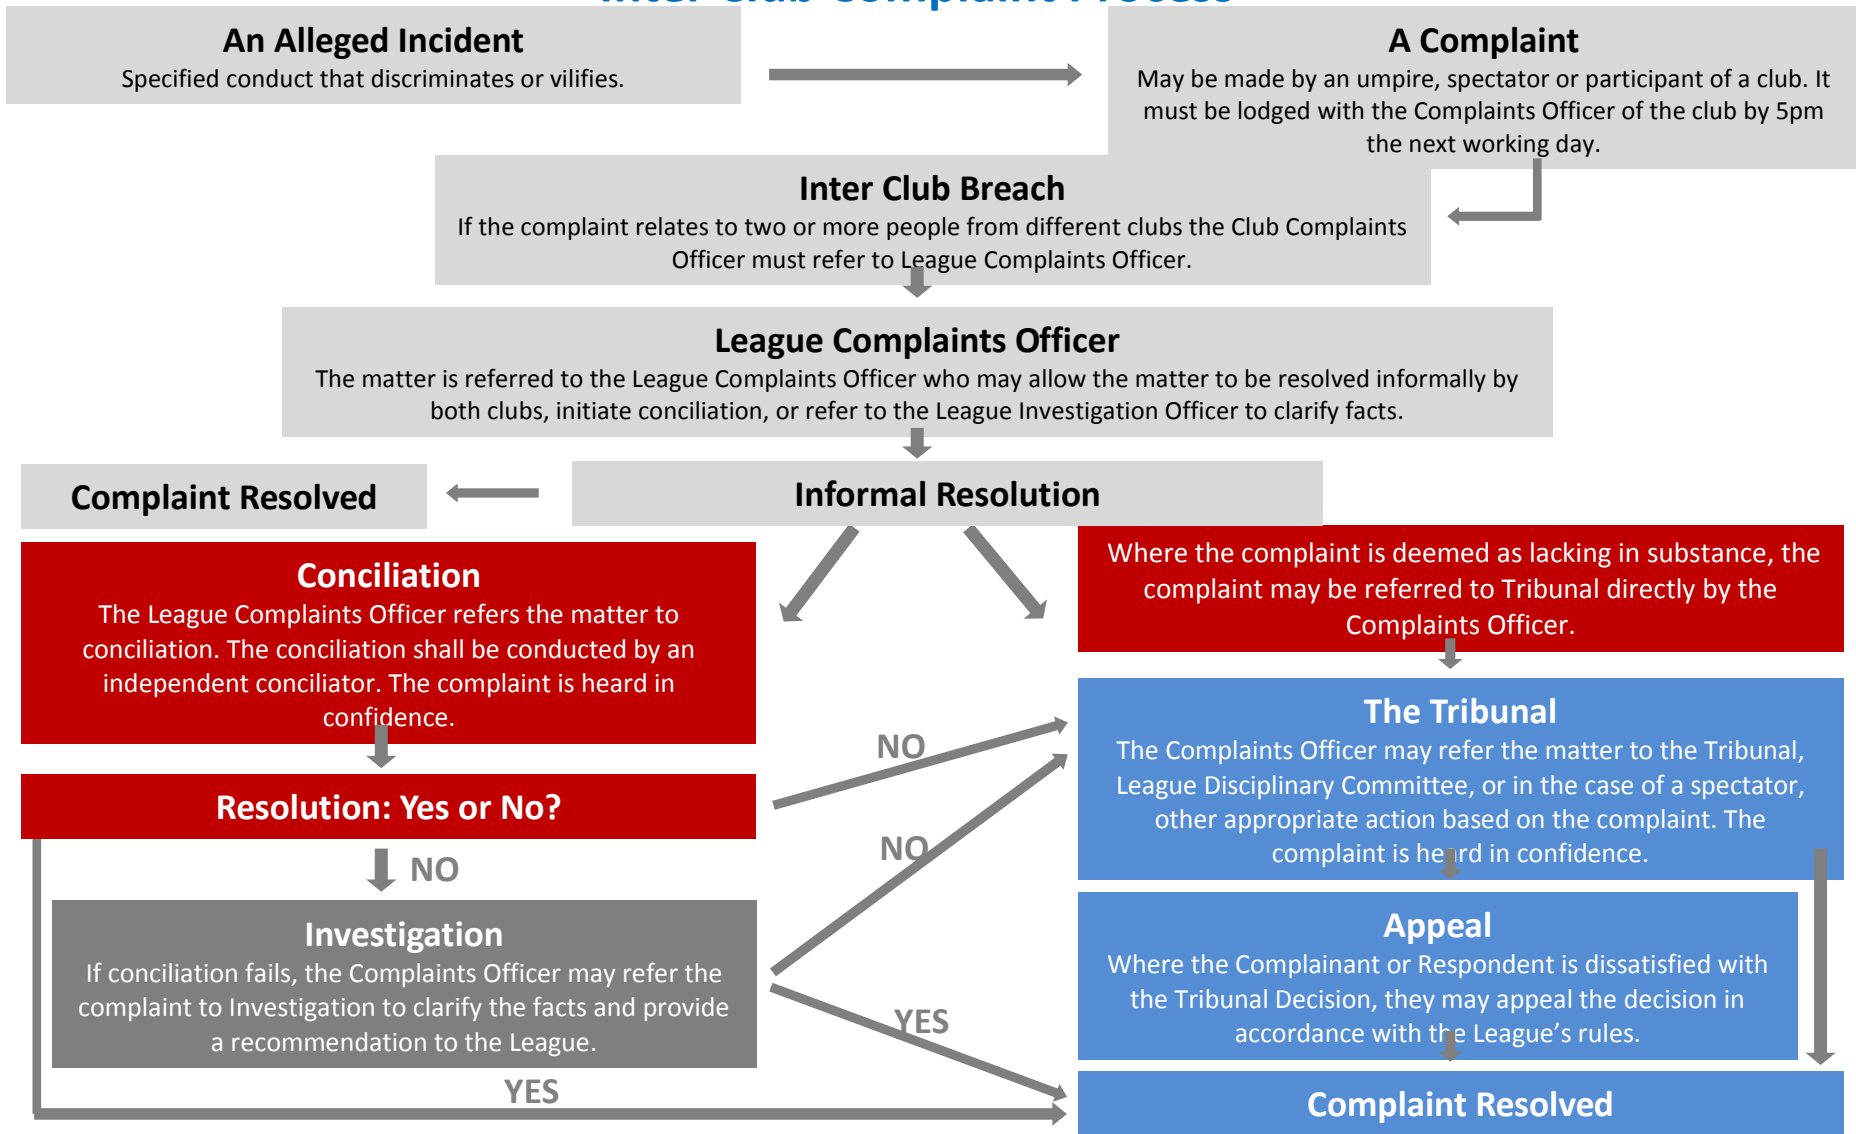 Inter Club Complaint Process
An Alleged Incident
Specified conduct that discriminates or vilifies.
A Complaint
May be made by an umpire, spectator or participant of a club. It
must be lodged with the Complaints Officer of the club by 5pm
the next working day.
Inter Club Breach
If the complaint relates to two or more people from different clubs the Club Complaints
Officer must refer to League Complaints Officer.
League Complaints Officer
The matter is referred to the League Complaints Officer who may allow the matter to be resolved informally by
both clubs, initiate conciliation, or refer to the League Investigation Officer to clarify facts.
Complaint Resolved
Informal Resolution
Conciliation
The League Complaints Officer refers the matter to
conciliation. The conciliation shall be conducted by an
independent conciliator. The complaint is heard in
confidence.
Where the complaint is deemed as lacking in substance, the
complaint may be referred to Tribunal directly by the
Complaints Officer.
Resolution: Yes or No?
NO
NO
NO
The Tribunal
The Complaints Officer may refer the matter to the Tribunal,
League Disciplinary Committee, or in the case of a spectator,
other appropriate action based on the complaint. The
complaint is heard in confidence.
Investigation
If conciliation fails, the Complaints Officer may refer the
complaint to Investigation to clarify the facts and provide
a recommendation to the League.
YES
YES
Appeal
Where the Complainant or Respondent is dissatisfied with
the Tribunal Decision, they may appeal the decision in
accordance with the League's rules.
Complaint Resolved